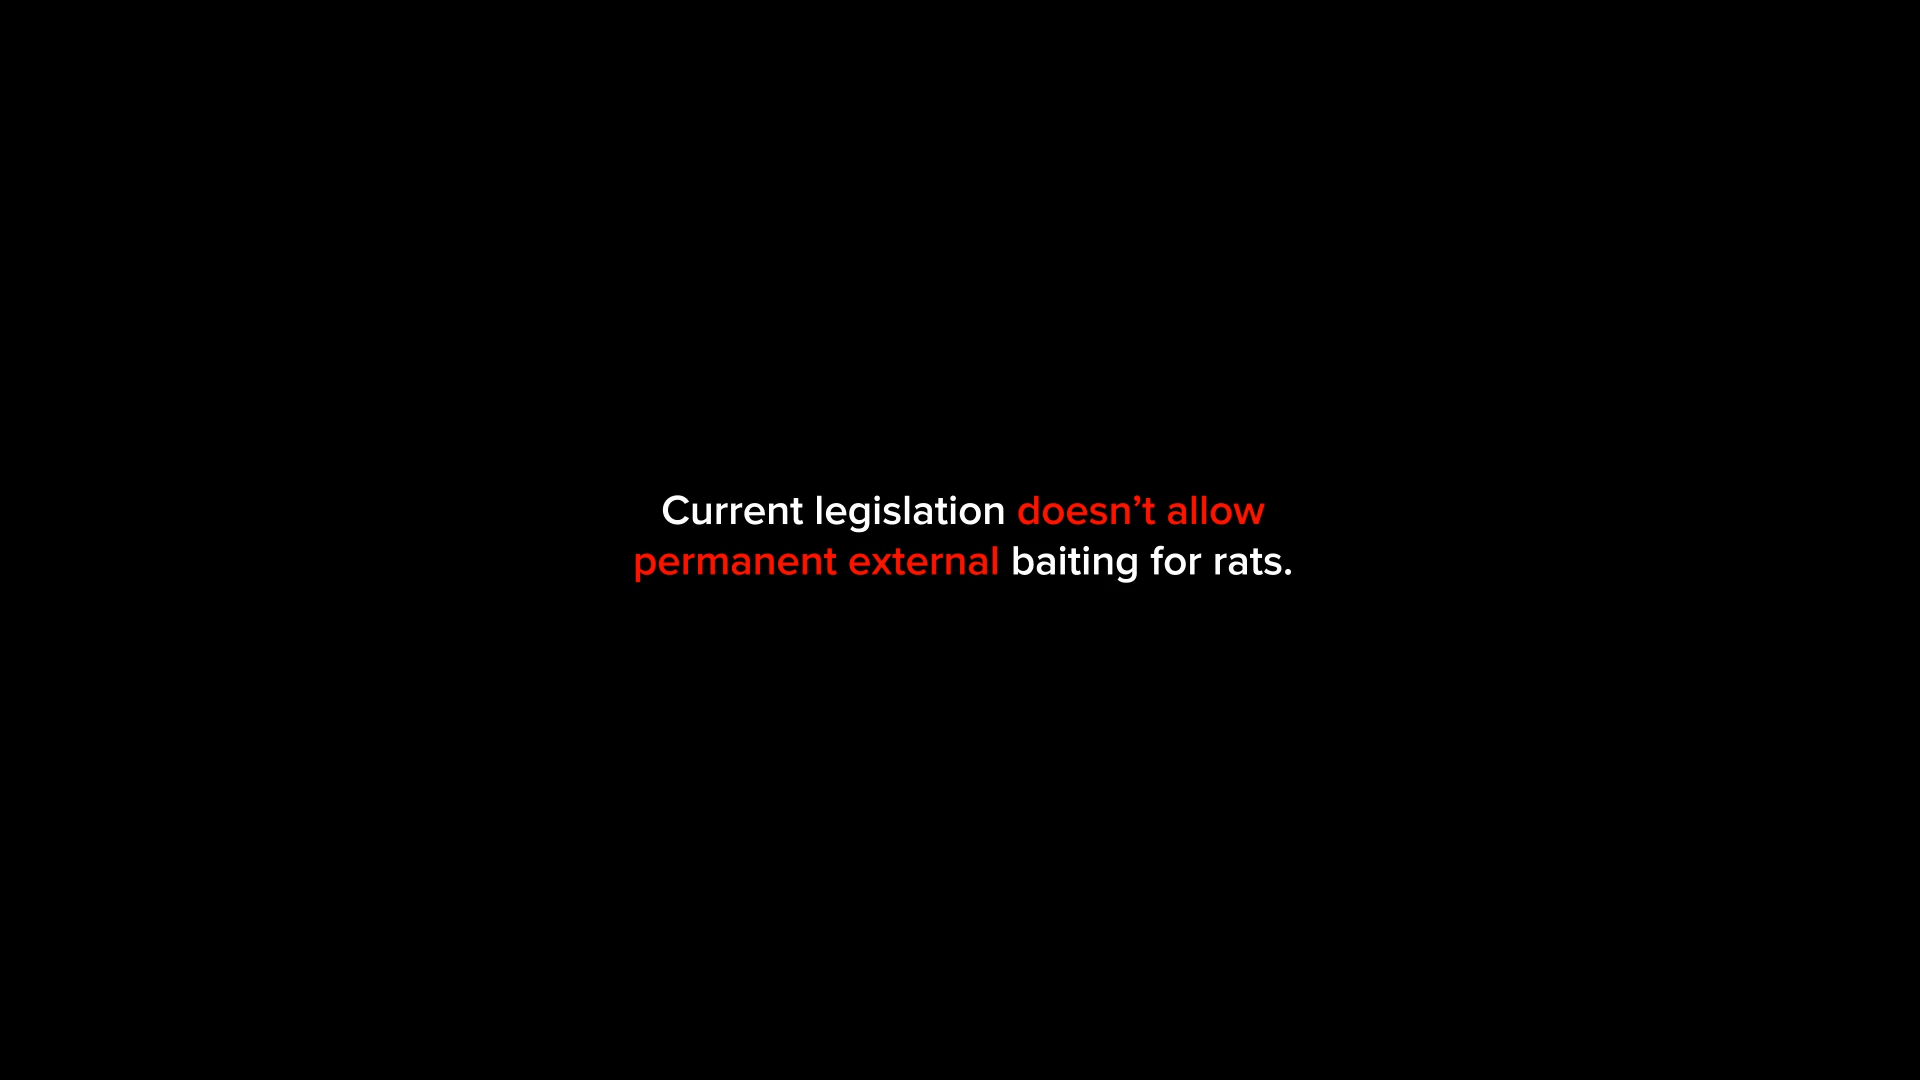 Current legislation doesn’t allow
permanent external baiting for rats.